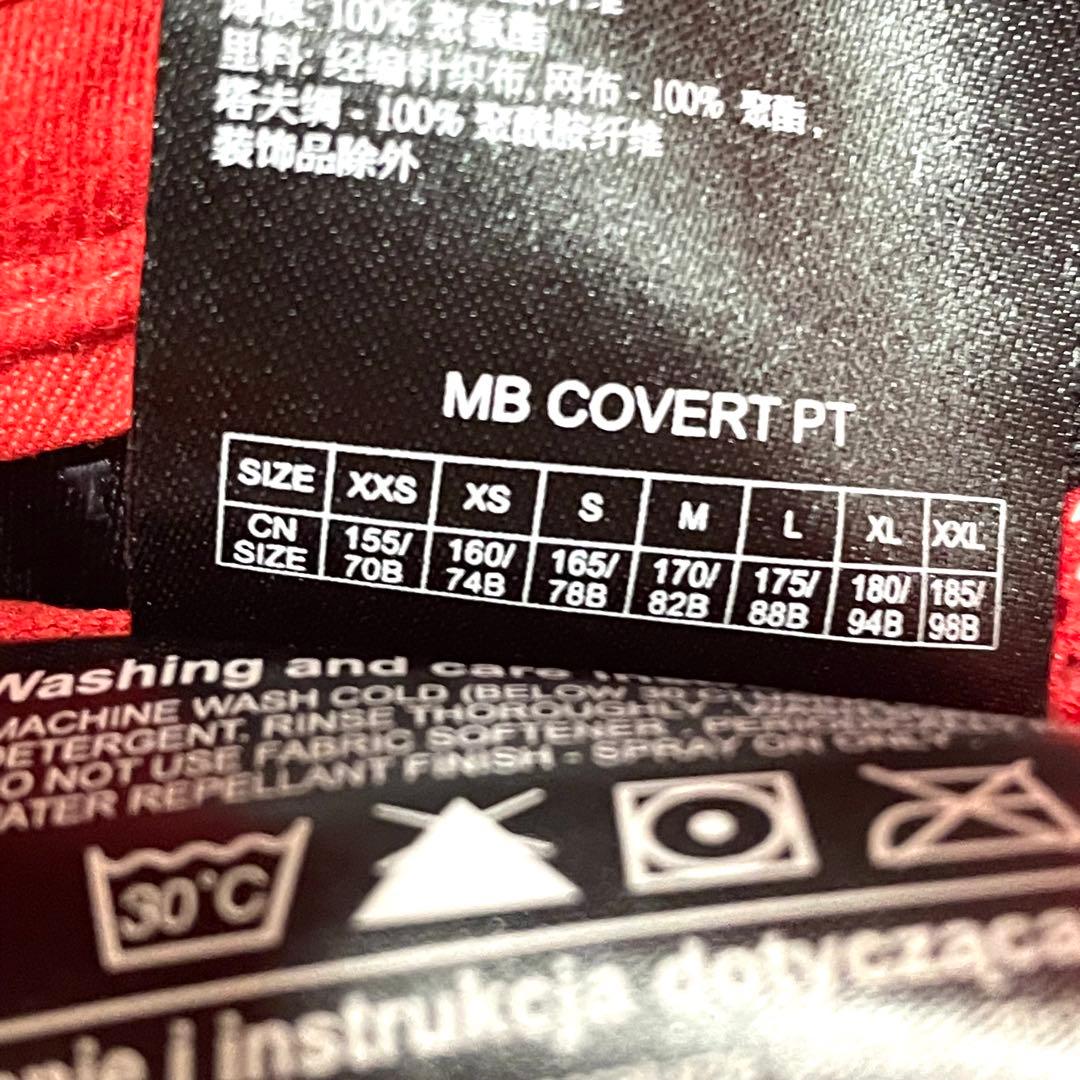 薄膜: 100% 聚氨酯
里料: 经编针织布, 网布 - 100% 聚酯,
塔夫绸 - 100% 聚酰胺纤维
装饰品除外
MB COVERT PT
SIZE XXS XS S M L XL XXL
CN SIZE 155/70B 160/74B 165/78B 170/82B 175/88B 180/94B 185/98B
Washing and care
MACHINE WASH COLD (BELOW 30
DETERGENT, RINSE THOROUGHLY
DO NOT USE FABRIC SOFTENER
WATER REPELLANT FINISH - SPRAY ON ONLY
30°C
i instrukcja dotycząca